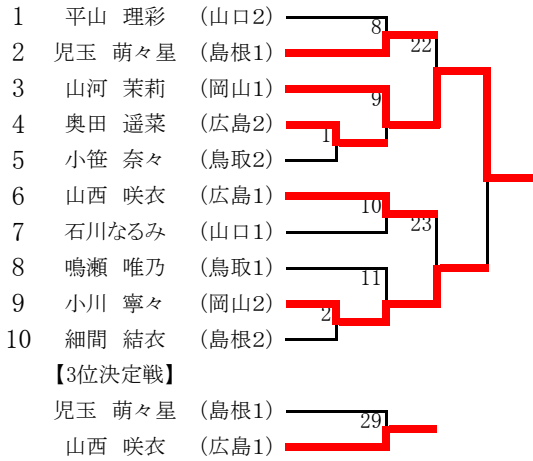 1 平山 理彩 (山口2)
8
2 児玉 萌々星 (島根1)
22
3 山河 茉莉 (岡山1)
9
4 奥田 遥菜 (広島2)
1
5 小笹 奈々 (鳥取2)
6 山西 咲衣 (広島1)
10
7 石川なるみ (山口1)
23
8 鳴瀬 唯乃 (鳥取1)
11
9 小川 寧々 (岡山2)
2
10 細間 結衣 (島根2)
【3位決定戦】
児玉 萌々星 (島根1)
29
山西 咲衣 (広島1)